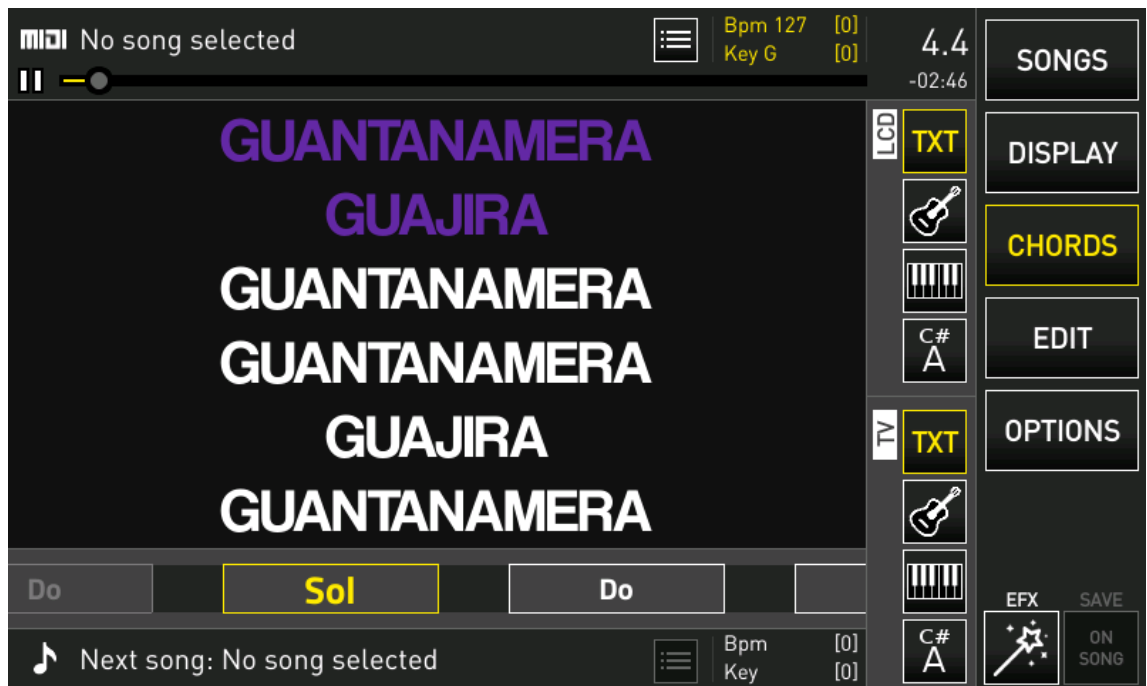 MIDI No song selected
Bpm 127 [0]
Key G [0]
4.4
-02:46
GUANTANAMERA
GUAJIRA
GUANTANAMERA
GUANTANAMERA
GUAJIRA
GUANTANAMERA
Do Sol Do
Next song: No song selected
Bpm [0]
Key [0]
LCD
TXT
C#
A
TV
TXT
C#
A
SONGS
DISPLAY
CHORDS
EDIT
OPTIONS
EFX SAVE
ON
SONG